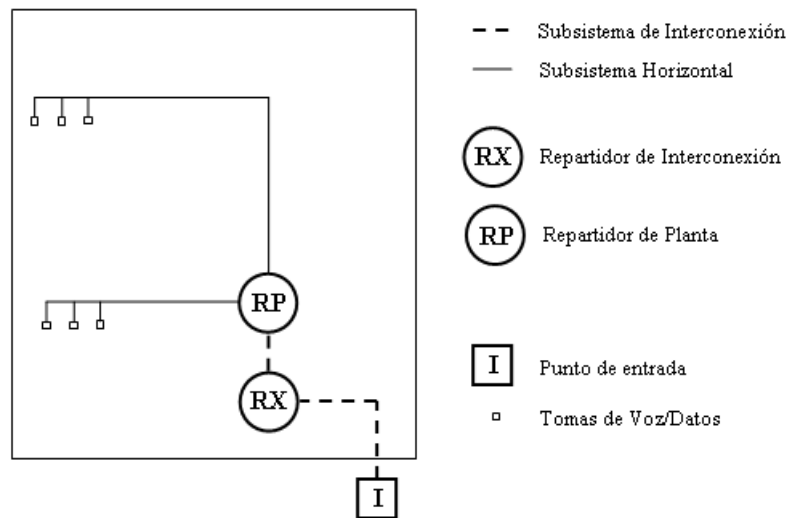 Subsistema de Interconexión
Subsistema Horizontal
RX Repartidor de Interconexión
RP Repartidor de Planta
RP
RX
I Punto de entrada
Tomas de Voz/Datos
I